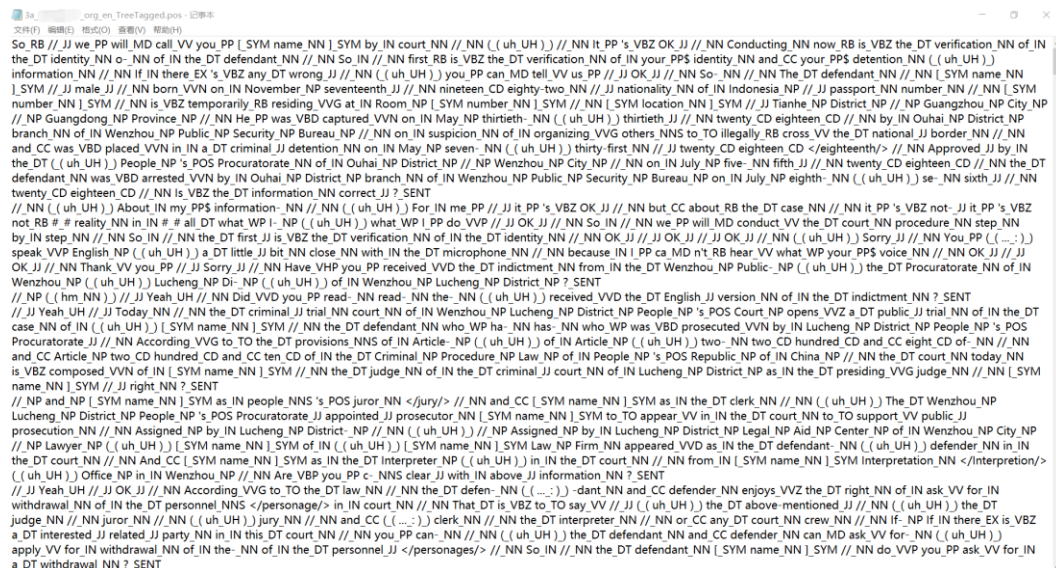 3a_ _org_en_TreeTagged.pos - 记事本
文件(F) 编辑(E) 格式(O) 查看(V) 帮助(H)
So_RB //_JJ we_PP will_MD call_VV you_PP [_SYM name_NN ]_SYM by_IN court_NN //_NN (_( uh_UH )_) //_NN It_PP 's_VBZ OK_JJ //_NN Conducting_NN now_RB is_VBZ the_DT verification_NN of_IN
the_DT identity_NN o-_NN of_IN the_DT defendant_NN //_NN So_IN //_NN first_RB is_VBZ the_DT verification_NN of_IN your_PP$ identity_NN and_CC your_PP$ detention_NN (_( uh_UH )_)
information_NN //_NN If_IN there_EX 's_VBZ any_DT wrong_JJ //_NN (_( uh_UH )_) you_PP can_MD tell_VV us_PP //_JJ OK_JJ //_NN So-_NN //_NN The_DT defendant_NN //_NN [_SYM name_NN
]_SYM //_JJ male_JJ //_NN born_VVN on_IN November_NP seventeenth_JJ //_NN nineteen_CD eighty-two_NN //_JJ nationality_NN of_IN Indonesia_NP //_JJ passport_NN number_NN //_NN [_SYM
number_NN ]_SYM //_NN is_VBZ temporarily_RB residing_VVG at_IN Room_NP [_SYM number_NN ]_SYM //_NN [_SYM location_NN ]_SYM //_JJ Tianhe_NP District_NP //_NP Guangzhou_NP City_NP
//_NP Guangdong_NP Province_NP //_NN He_PP was_VBD captured_VVN on_IN May_NP thirtieth-_NN (_( uh_UH )_) thirtieth_JJ //_NN twenty_CD eighteen_CD //_NN by_IN Ouhai_NP District_NP
branch_NN of_IN Wenzhou_NP Public_NP Security_NP Bureau_NP //_NN on_IN suspicion_NN of_IN organizing_VVG others_NNS to_TO illegally_RB cross_VV the_DT national_JJ border_NN //_NN
and_CC was_VBD placed_VVN in_IN a_DT criminal_JJ detention_NN on_IN May_NP seven-_NN (_( uh_UH )_) thirty-first_NN //_JJ twenty_CD eighteen_CD </eighteenth/> //_NN Approved_JJ by_IN
the_DT (_( uh_UH )_) People_NP 's_POS Procuratorate_NN of_IN Ouhai_NP District_NP //_NP Wenzhou_NP City_NP //_NN on_IN July_NP five-_NN fifth_JJ //_NN twenty_CD eighteen_CD //_NN the_DT
defendant_NN was_VBD arrested_VVN by_IN Ouhai_NP District_NP branch_NN of_IN Wenzhou_NP Public_NP Security_NP Bureau_NP on_IN July_NP eighth-_NN (_( uh_UH )_) se-_NN sixth_JJ //_NN
twenty_CD eighteen_CD //_NN Is_VBZ the_DT information_NN correct_JJ ?_SENT
//_NN (_( uh_UH )_) About_IN my_PP$ information-_NN //_NN (_( uh_UH )_) For_IN me_PP //_JJ it_PP 's_VBZ OK_JJ //_NN but_CC about_RB the_DT case_NN //_NN it_PP 's_VBZ not-_JJ it_PP 's_VBZ
not_RB #_# reality_NN in_IN #_# all_DT what_WP I-_NP (_( uh_UH )_) what_WP I_PP do_VVP //_JJ OK_JJ //_NN So_IN //_NN we_PP will_MD conduct_VV the_DT court_NN procedure_NN step_NN
by_IN step_NN //_NN So_IN //_NN the_DT first_JJ is_VBZ the_DT verification_NN of_IN the_DT identity_NN //_NN OK_JJ //_JJ OK_JJ //_JJ OK_JJ //_NN (_( uh_UH )_) Sorry_JJ //_NN You_PP (_( ..._: )_)
speak_VVP English_NP (_( uh_UH )_) a_DT little_JJ bit_NN close_NN with_IN the_DT microphone_NN //_NN because_IN I_PP ca_MD n't_RB hear_VV what_WP your_PP$ voice_NN //_NN OK_JJ //_JJ
OK_JJ //_NN Thank_VV you_PP //_JJ Sorry_JJ //_NN Have_VHP you_PP received_VVD the_DT indictment_NN from_IN the_DT Wenzhou_NP Public-_NP (_( uh_UH )_) the_DT Procuratorate_NN of_IN
Wenzhou_NP (_( uh_UH )_) Lucheng_NP Di-_NP (_( uh_UH )_) of_IN Wenzhou_NP Lucheng_NP District_NP ?_SENT
//_NP (_( hm_NN )_) //_JJ Yeah_UH //_NN Did_VVD you_PP read-_NN read-_NN the-_NN (_( uh_UH )_) received_VVD the_DT English_JJ version_NN of_IN the_DT indictment_NN ?_SENT
//_JJ Yeah_UH //_JJ Today_NN //_NN the_DT criminal_JJ trial_NN court_NN of_IN Wenzhou_NP Lucheng_NP District_NP People_NP 's_POS Court_NP opens_VVZ a_DT public_JJ trial_NN of_IN the_DT
case_NN of_IN (_( uh_UH )_) [_SYM name_NN ]_SYM //_NN the_DT defendant_NN who_WP ha-_NN has-_NN who_WP was_VBD prosecuted_VVN by_IN Lucheng_NP District_NP People_NP 's_POS
Procuratorate_JJ //_NN According_VVG to_TO the_DT provisions_NNS of_IN Article-_NP (_( uh_UH )_) of_IN Article_NP (_( uh_UH )_) two-_NN two_CD hundred_CD and_CC eight_CD of-_NN //_NN
and_CC Article_NP two_CD hundred_CD and_CC ten_CD of_IN the_DT Criminal_NP Procedure_NP Law_NP of_IN People_NP 's_POS Republic_NP of_IN China_NP //_NN the_DT court_NN today_NN
is_VBZ composed_VVN of_IN [_SYM name_NN ]_SYM //_NN the_DT judge_NN of_IN the_DT criminal_JJ court_NN of_IN Lucheng_NP District_NP as_IN the_DT presiding_VVG judge_NN //_NN [_SYM
name_NN ]_SYM //_JJ right_NN ?_SENT
//_NP and_NP [_SYM name_NN ]_SYM as_IN people_NNS 's_POS juror_NN </jury/> //_NN and_CC [_SYM name_NN ]_SYM as_IN the_DT clerk_NN //_NN (_( uh_UH )_) The_DT Wenzhou_NP
Lucheng_NP District_NP People_NP 's_POS Procuratorate_JJ appointed_JJ prosecutor_NN [_SYM name_NN ]_SYM to_TO appear_VV in_IN the_DT court_NN to_TO support_VV public_JJ
prosecution_NN //_NN Assigned_NP by_IN Lucheng_NP District-_NP //_NN (_( uh_UH )_) //_NP Assigned_NP by_IN Lucheng_NP District_NP Legal_NP Aid_NP Center_NP of_IN Wenzhou_NP City_NP
//_NP Lawyer_NP (_( uh_UH )_) [_SYM name_NN ]_SYM of_IN (_( uh_UH )_) [_SYM name_NN ]_SYM Law_NP Firm_NN appeared_VVD as_IN the_DT defendant-_NN (_( uh_UH )_) defender_NN in_IN
the_DT court_NN //_NN And_CC [_SYM name_NN ]_SYM as_IN the_DT Interpreter_NP (_( uh_UH )_) in_IN the_DT court_NN //_NN from_IN [_SYM name_NN ]_SYM Interpretation_NN </Interpretion/>
(_( uh_UH )_) Office_NP in_IN Wenzhou_NP //_NN Are_VBP you_PP c-_NNS clear_JJ with_IN above_JJ information_NN ?_SENT
//_JJ Yeah_UH //_JJ OK_JJ //_NN According_VVG to_TO the_DT law_NN //_NN the_DT defen-_NN (_( ..._: )_) -dant_NN and_CC defender_NN enjoys_VVZ the_DT right_NN of_IN ask_VV for_IN
withdrawal_NN of_IN the_DT personnel_NNS </personage/> in_IN court_NN //_NN That_DT is_VBZ to_TO say_VV //_JJ (_( uh_UH )_) the_DT above-mentioned_JJ //_NN (_( uh_UH )_) the_DT
judge_NN //_NN juror_NN //_NN (_( uh_UH )_) jury_NN //_NN and_CC (_( ..._: )_) clerk_NN //_NN the_DT interpreter_NN //_NN or_CC any_DT court_NN crew_NN //_NN If-_NP If_IN there_EX is_VBZ
a_DT interested_JJ related_JJ party_NN in_IN this_DT court_NN //_NN you_PP can-_NN //_NN (_( uh_UH )_) the_DT defendant_NN and_CC defender_NN can_MD ask_VV for-_NN (_( uh_UH )_)
apply_VV for_IN withdrawal_NN of_IN the-_NN of_IN the_DT personnel_JJ </personages/> //_NN So_IN //_NN the_DT defendant_NN [_SYM name_NN ]_SYM //_NN do_VVP you_PP ask_VV for_IN
a_DT withdrawal_NN ?_SENT